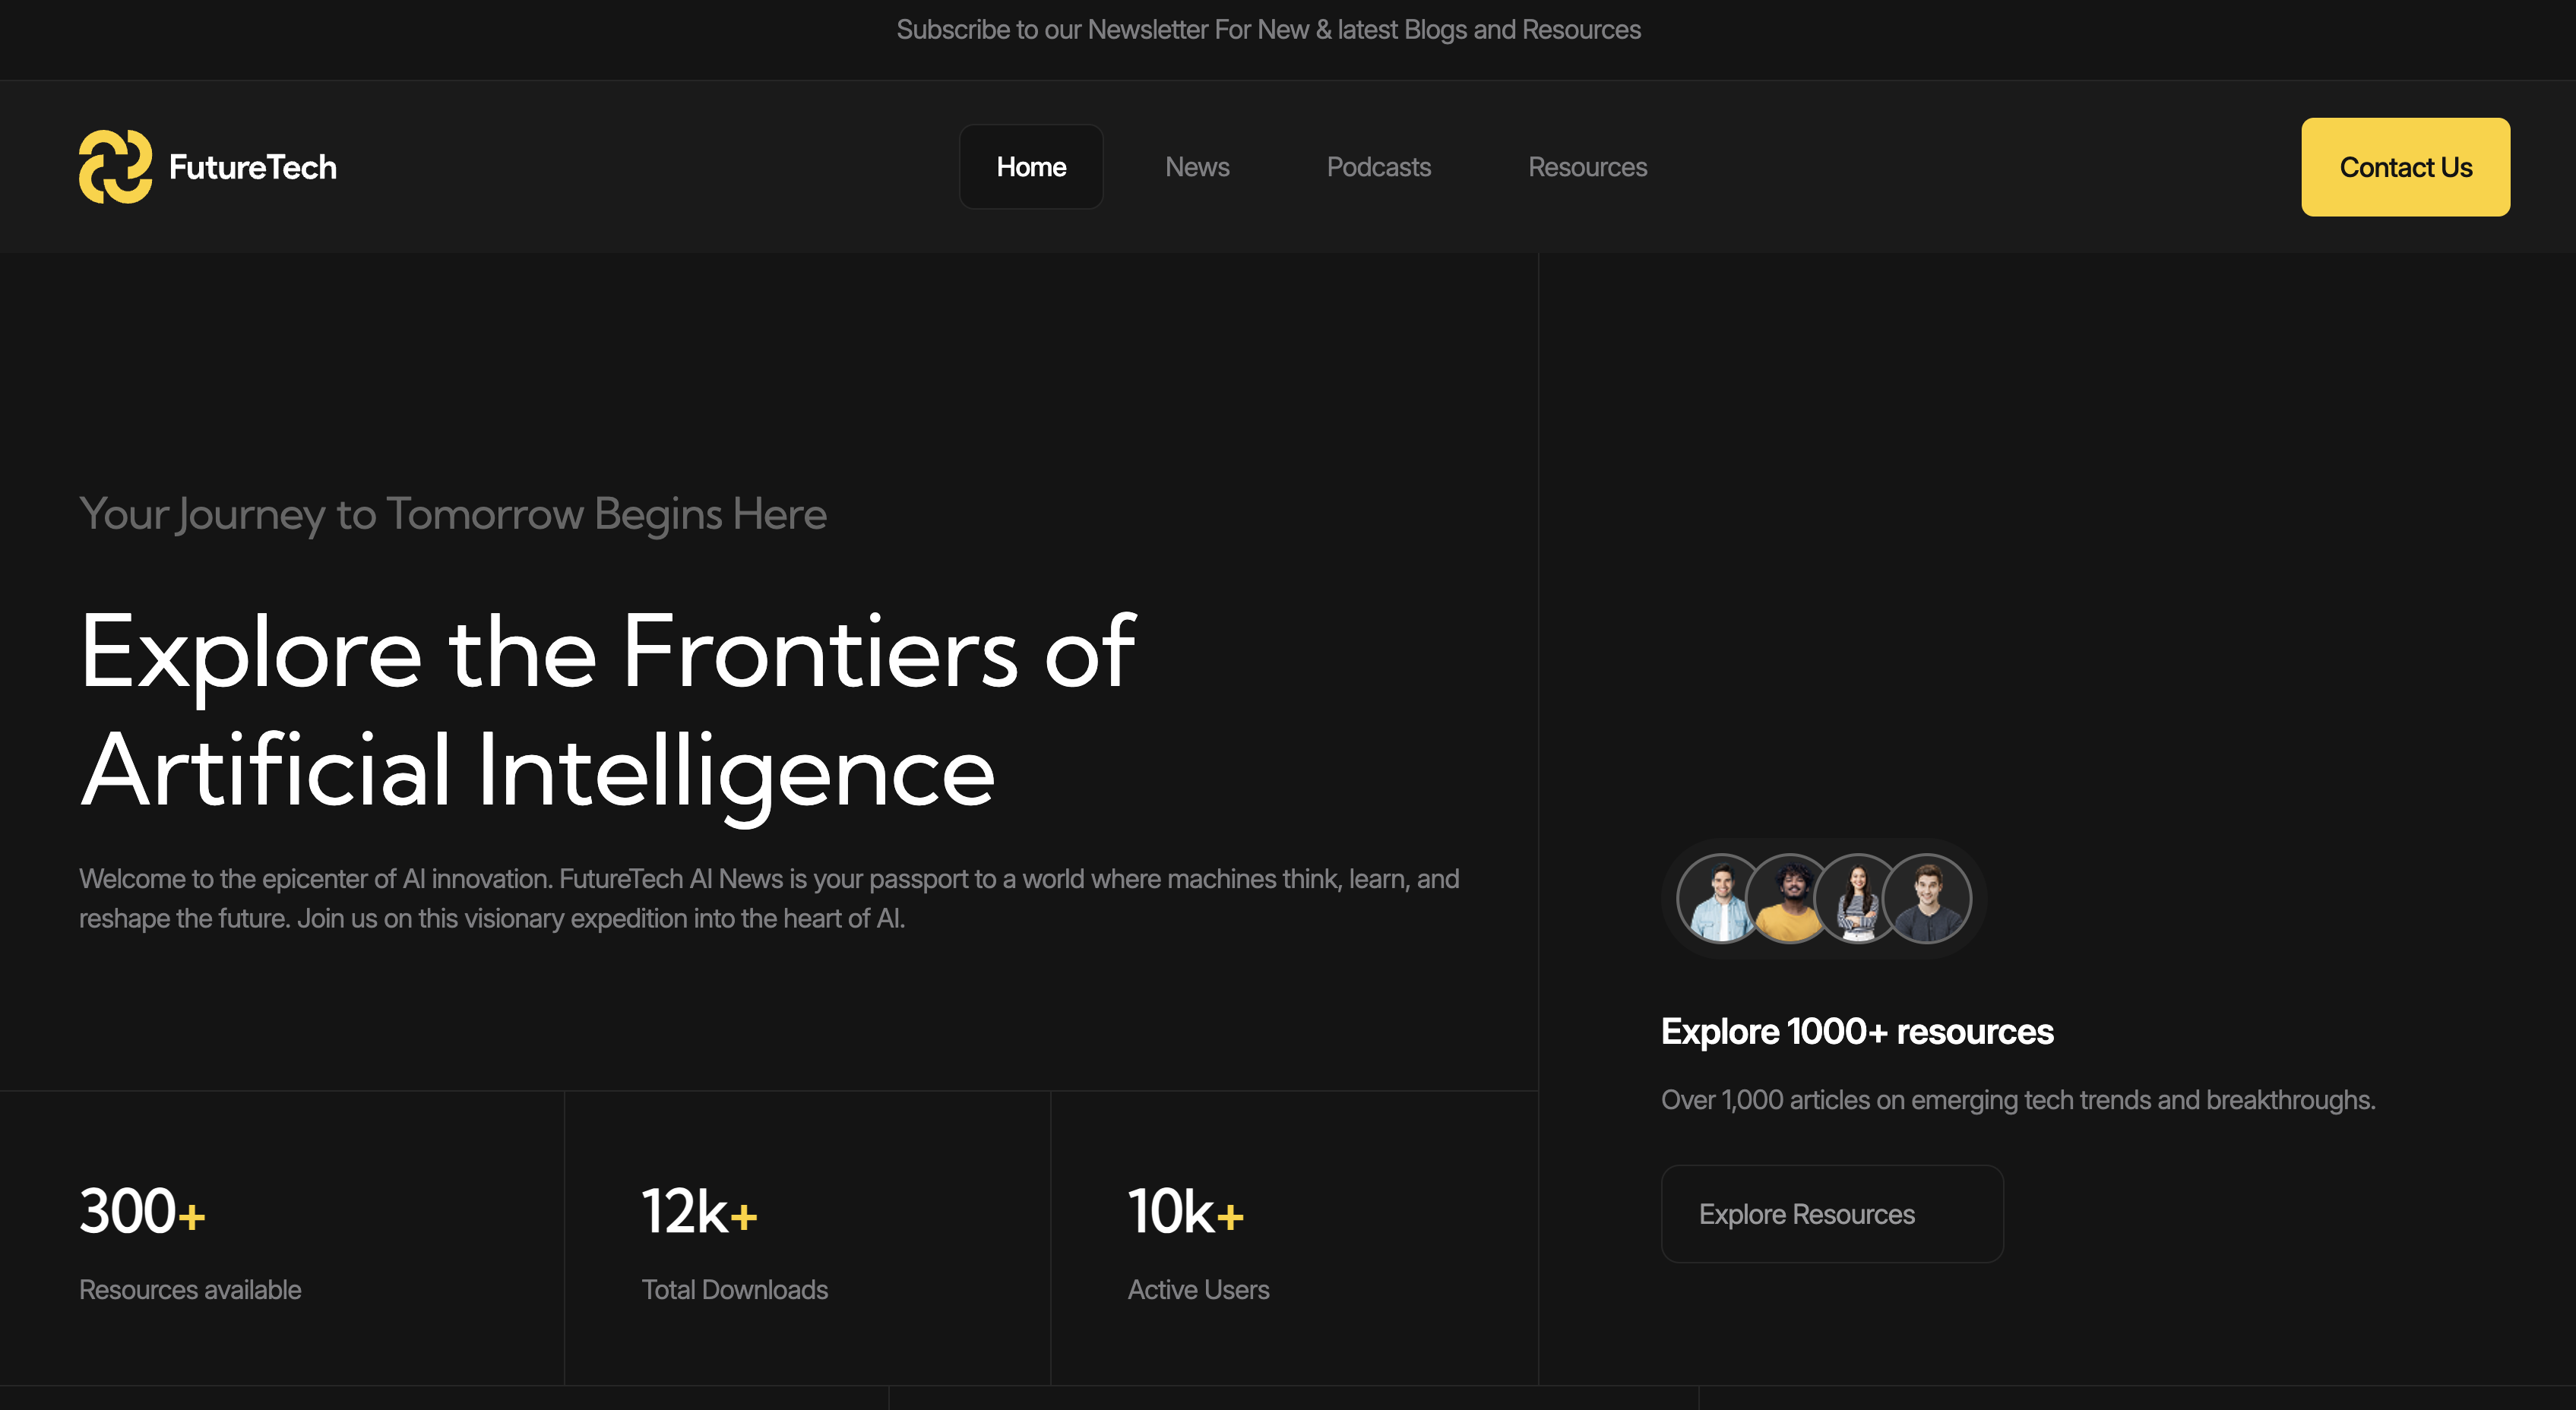 Subscribe to our Newsletter For New & latest Blogs and Resources
FutureTech
Home
News
Podcasts
Resources
Contact Us
Your Journey to Tomorrow Begins Here
Explore the Frontiers of
Artificial Intelligence
Welcome to the epicenter of AI innovation. FutureTech AI News is your passport to a world where machines think, learn, and
reshape the future. Join us on this visionary expedition into the heart of AI.
300+
Resources available
12k+
Total Downloads
10k+
Active Users
Explore 1000+ resources
Over 1,000 articles on emerging tech trends and breakthroughs.
Explore Resources